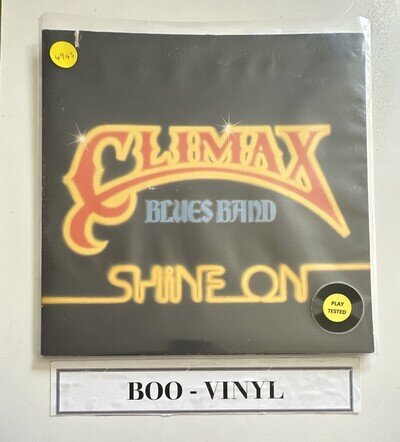 4945
CLIMAX
BLUES BAND
SHINE ON
PLAY
TESTED
BOO - VINYL